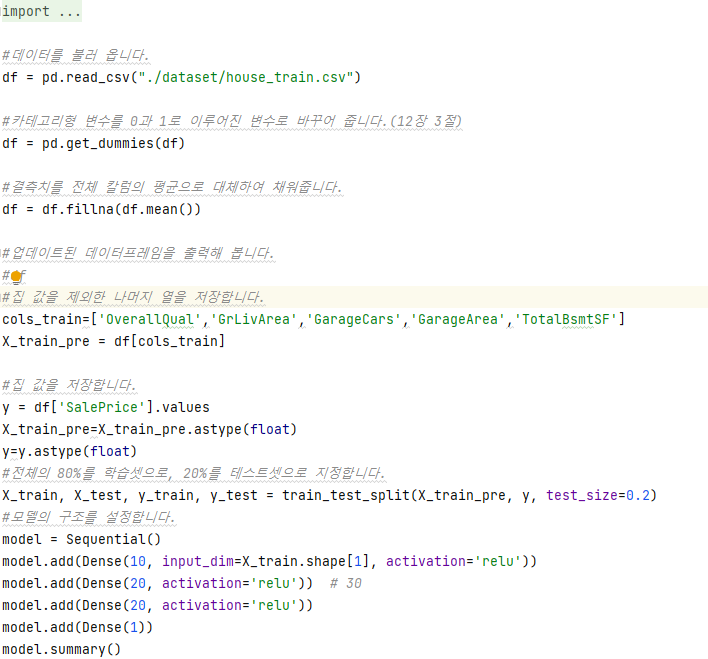 import ...
#데이터를 불러 옵니다.
df = pd.read_csv("./dataset/house_train.csv")
#카테고리형 변수를 0과 1로 이루어진 변수로 바꾸어 줍니다.(12장 3절)
df = pd.get_dummies(df)
#결측치를 전체 칼럼의 평균으로 대체하여 채워줍니다.
df = df.fillna(df.mean())
#업데이트된 데이터프레임을 출력해 봅니다.
#df
#집 값을 제외한 나머지 열을 저장합니다.
cols_train=['OverallQual','GrLivArea','GarageCars','GarageArea','TotalBsmtSF']
X_train_pre = df[cols_train]
#집 값을 저장합니다.
y = df['SalePrice'].values
X_train_pre=X_train_pre.astype(float)
y=y.astype(float)
#전체의 80%를 학습셋으로, 20%를 테스트셋으로 지정합니다.
X_train, X_test, y_train, y_test = train_test_split(X_train_pre, y, test_size=0.2)
#모델의 구조를 설정합니다.
model = Sequential()
model.add(Dense(10, input_dim=X_train.shape[1], activation='relu'))
model.add(Dense(20, activation='relu'))  # 30
model.add(Dense(20, activation='relu'))
model.add(Dense(1))
model.summary()